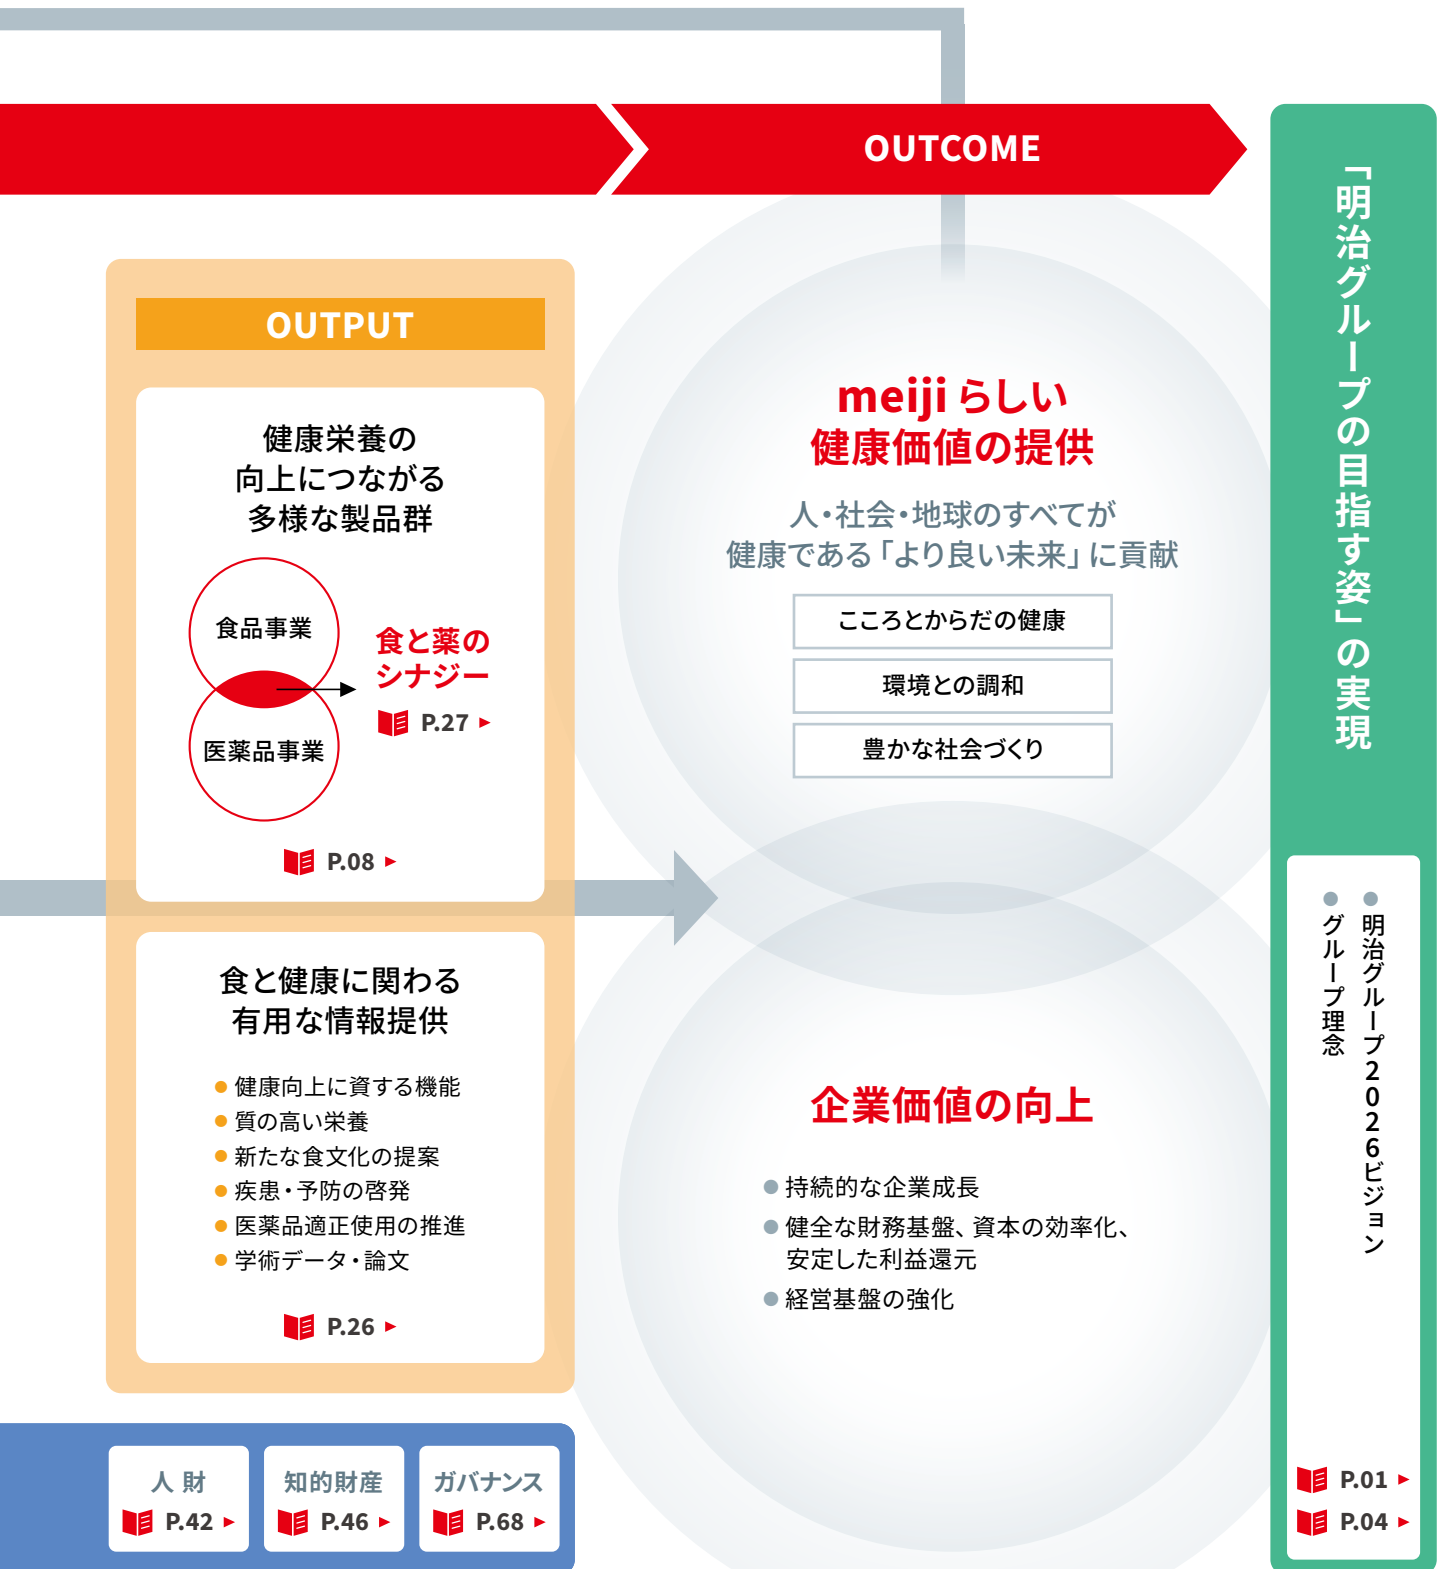 OUTCOME
OUTPUT
健康栄養の
向上につながる
多様な製品群
食品事業
食と薬の
シナジー
P.27
医薬品事業
P.08
食と健康に関わる
有用な情報提供
健康向上に資する機能
質の高い栄養
新たな食文化の提案
疾患・予防の啓発
医薬品適正使用の推進
学術データ・論文
P.26
人財
P.42
知的財産
P.46
ガバナンス
P.68
meijiらしい
健康価値の提供
人・社会・地球のすべてが
健康である「より良い未来」に貢献
こころとからだの健康
環境との調和
豊かな社会づくり
企業価値の向上
持続的な企業成長
健全な財務基盤、資本の効率化、
安定した利益還元
経営基盤の強化
「明治グループの目指す姿」の実現
明治グループ2026ビジョン
グループ理念
P.01
P.04